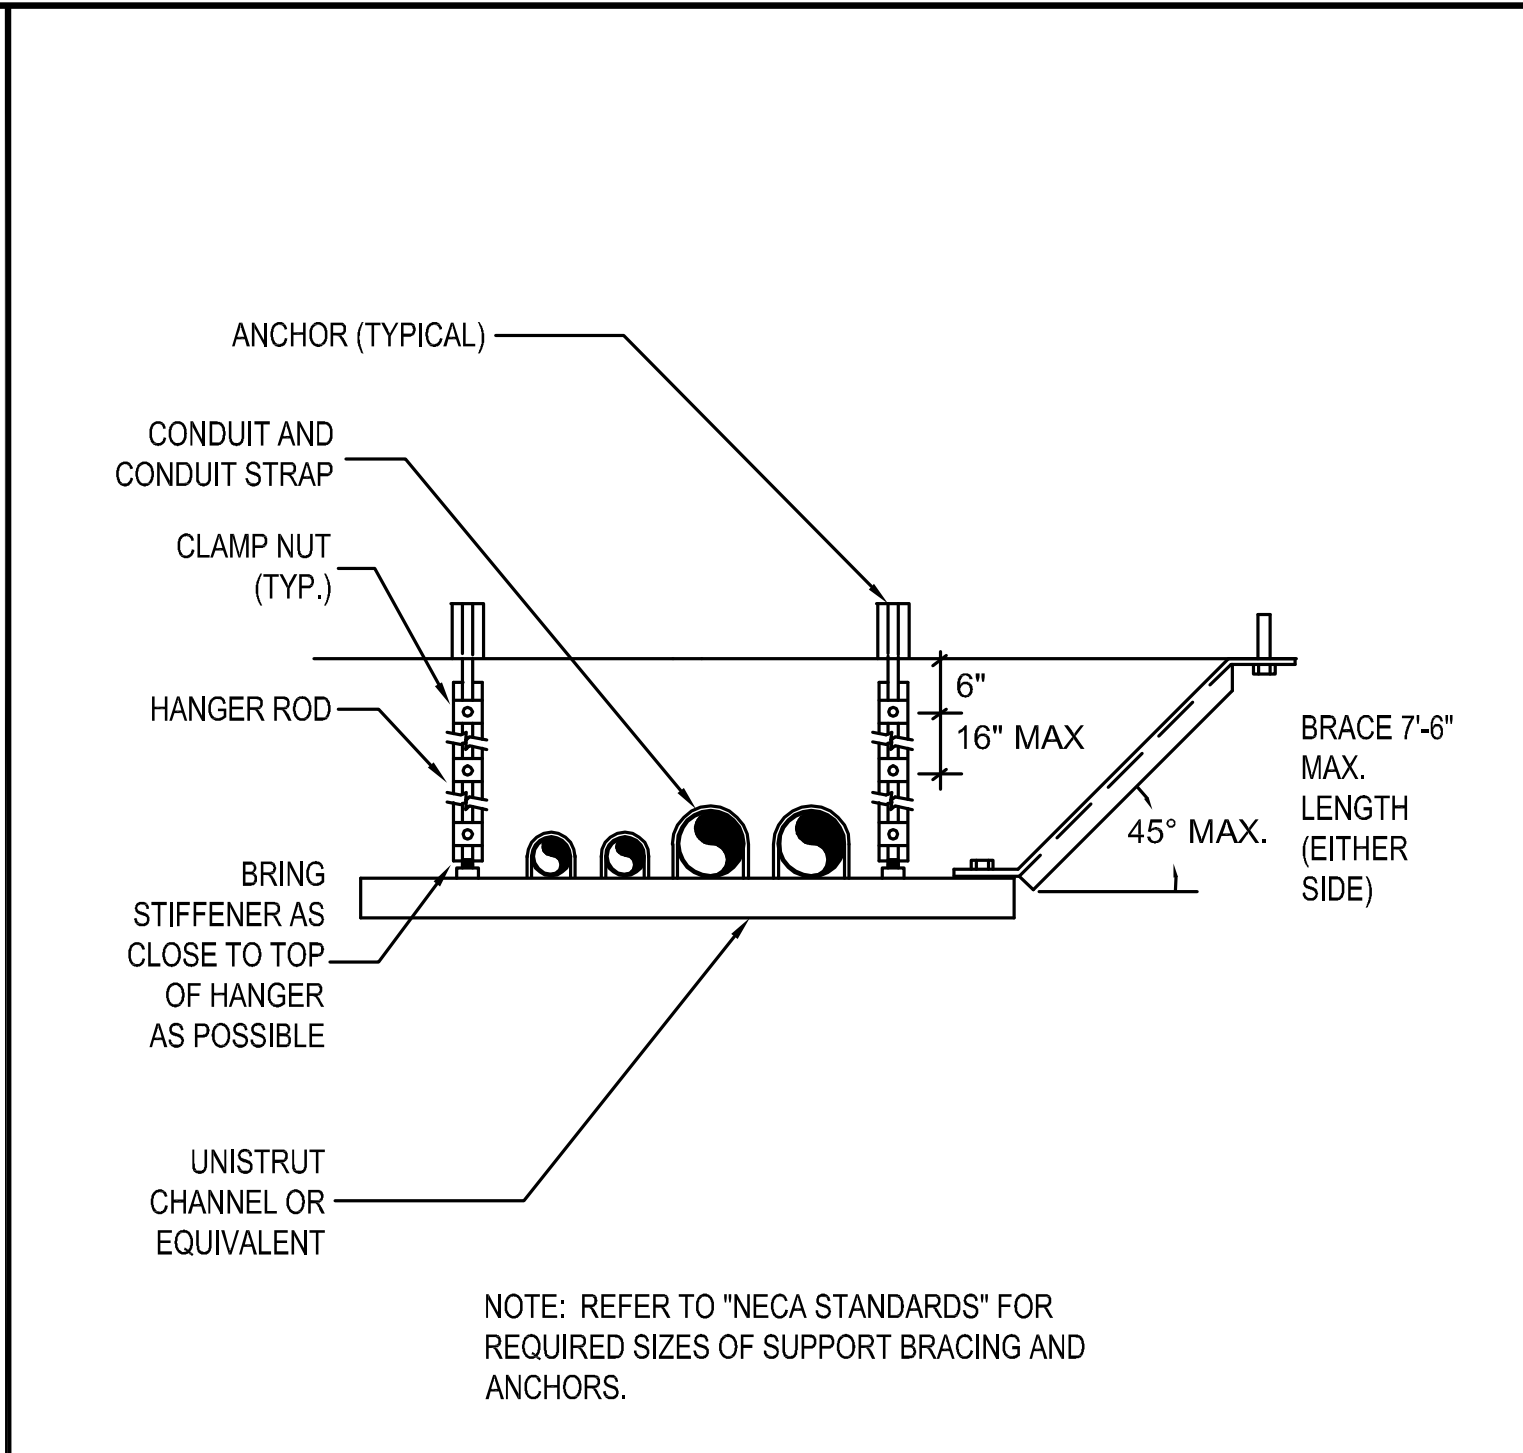 ANCHOR (TYPICAL)
CONDUIT AND
CONDUIT STRAP
CLAMP NUT
(TYP.)
HANGER ROD
6"
16" MAX
BRACE 7'-6"
MAX.
LENGTH
(EITHER
SIDE)
45° MAX.
BRING
STIFFENER AS
CLOSE TO TOP
OF HANGER
AS POSSIBLE
UNISTRUT
CHANNEL OR
EQUIVALENT
NOTE: REFER TO "NECA STANDARDS" FOR
REQUIRED SIZES OF SUPPORT BRACING AND
ANCHORS.